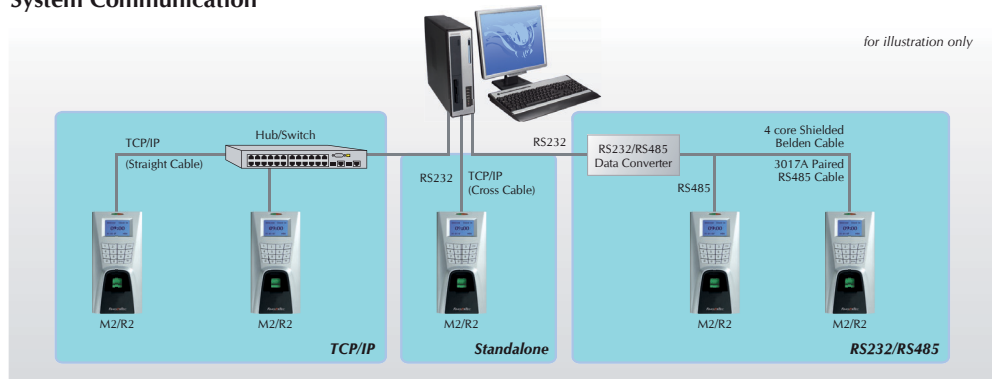 System Communication
for illustration only
TCP/IP
(Straight Cable)
Hub/Switch
M2/R2
M2/R2
TCP/IP
RS232
TCP/IP
(Cross Cable)
M2/R2
Standalone
RS232
RS232/RS485
Data Converter
RS485
4 core Shielded
Belden Cable
3017A Paired
RS485 Cable
M2/R2
M2/R2
RS232/RS485